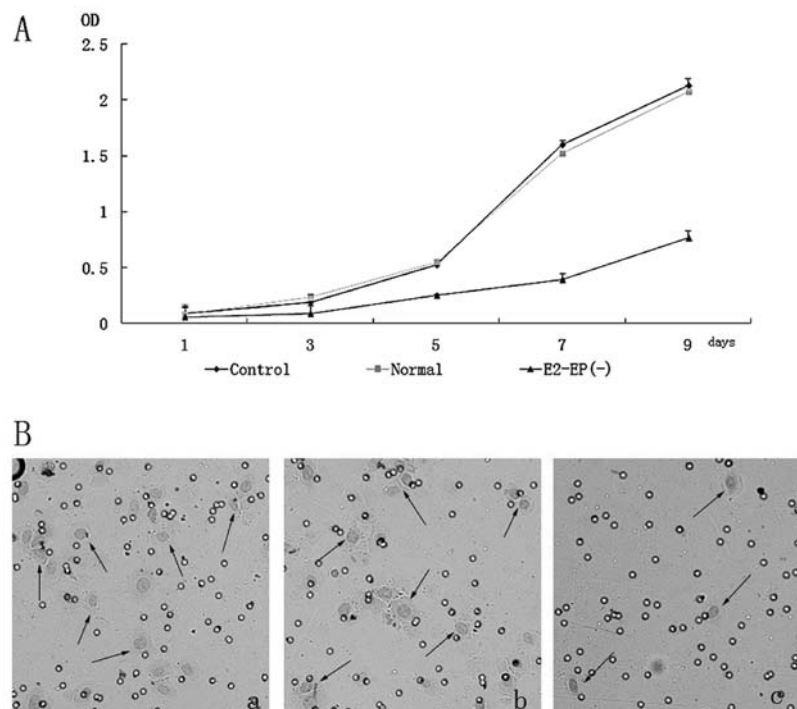 A
OD
2.5
2
1.5
1
0.5
0
1 3 5 7 9 days
Control Normal E2-EP(-)
B
a b c